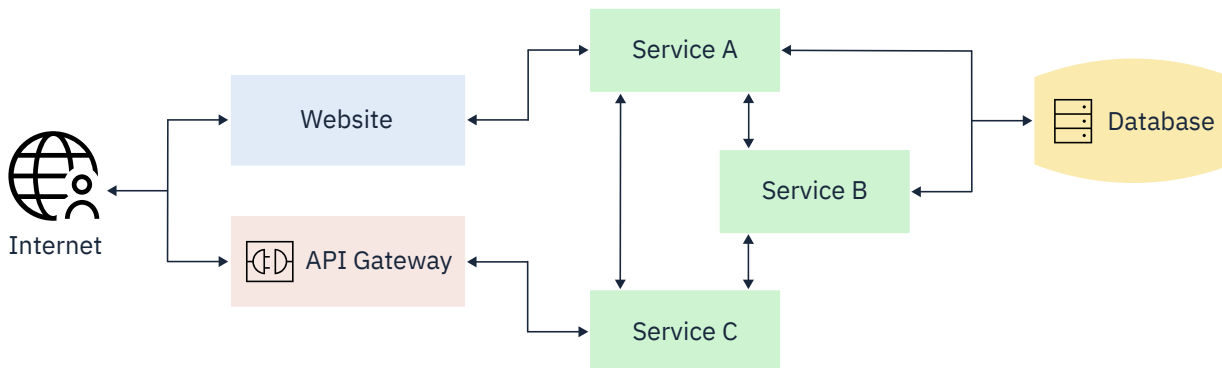 Internet
Website
API Gateway
Service A
Service B
Service C
Database